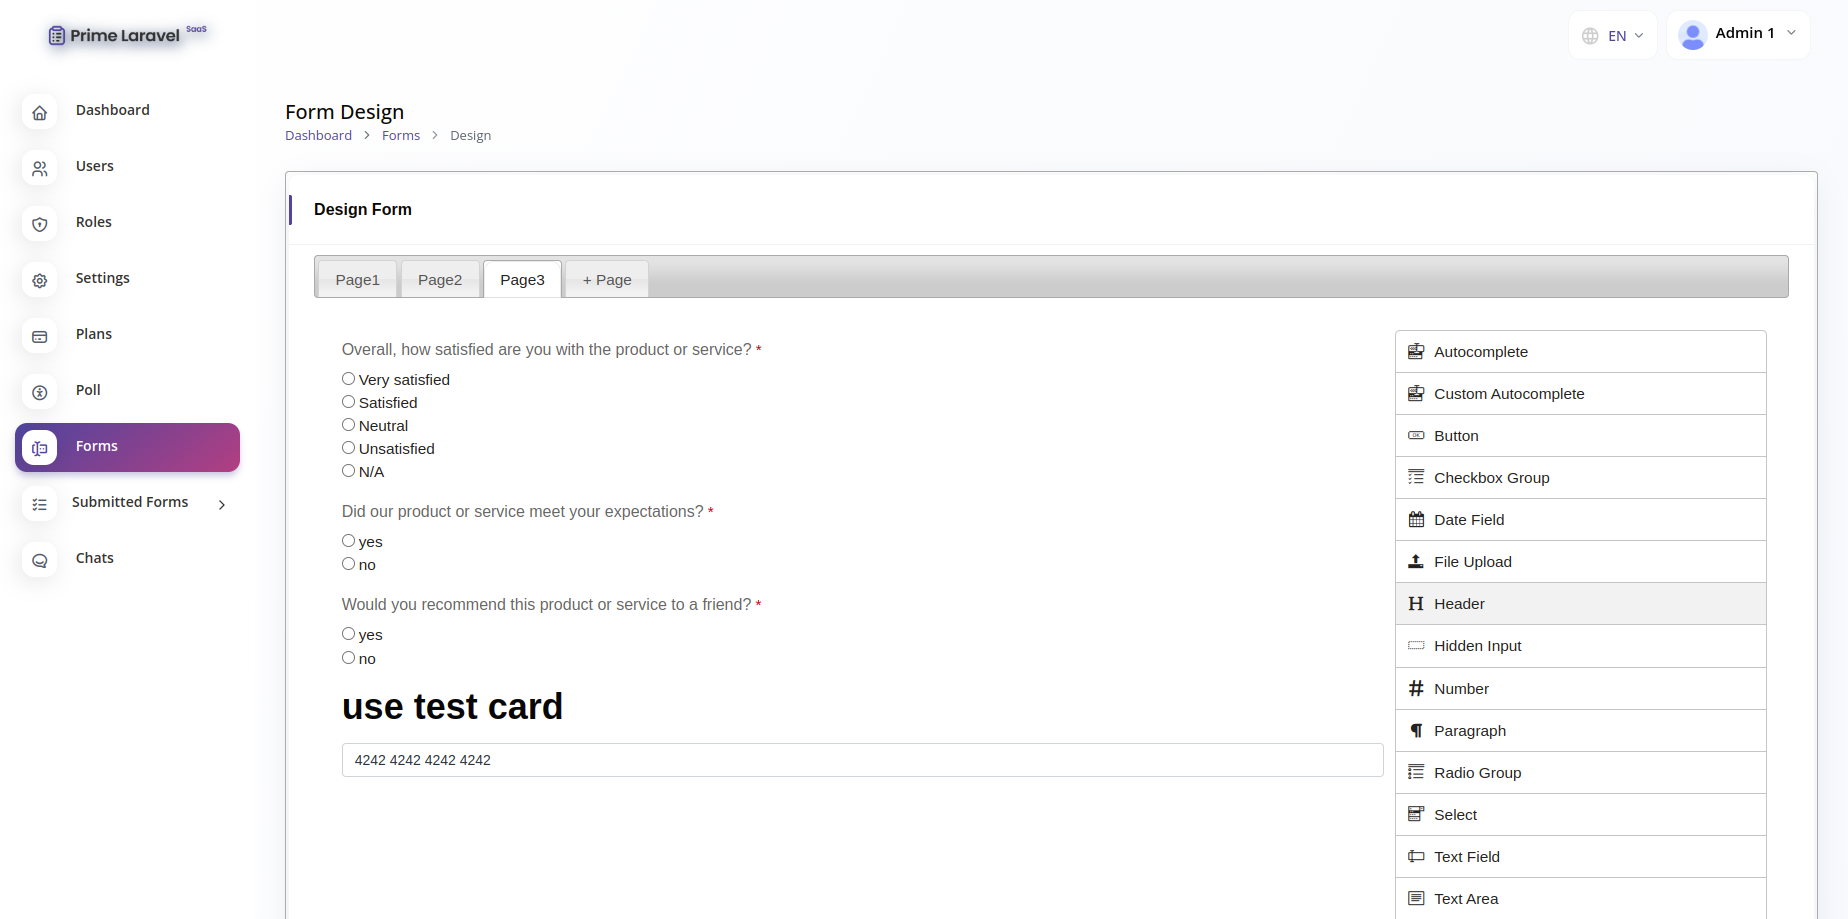 Prime Laravel SaaS
EN
Admin 1
Dashboard
Users
Roles
Settings
Plans
Poll
Forms
Submitted Forms
Chats
Form Design
Dashboard > Forms > Design
Design Form
Page1 Page2 Page3 + Page
Overall, how satisfied are you with the product or service? *
Very satisfied
Satisfied
Neutral
Unsatisfied
N/A
Did our product or service meet your expectations? *
yes
no
Would you recommend this product or service to a friend? *
yes
no
use test card
4242 4242 4242 4242
Autocomplete
Custom Autocomplete
Button
Checkbox Group
Date Field
File Upload
Header
Hidden Input
Number
Paragraph
Radio Group
Select
Text Field
Text Area